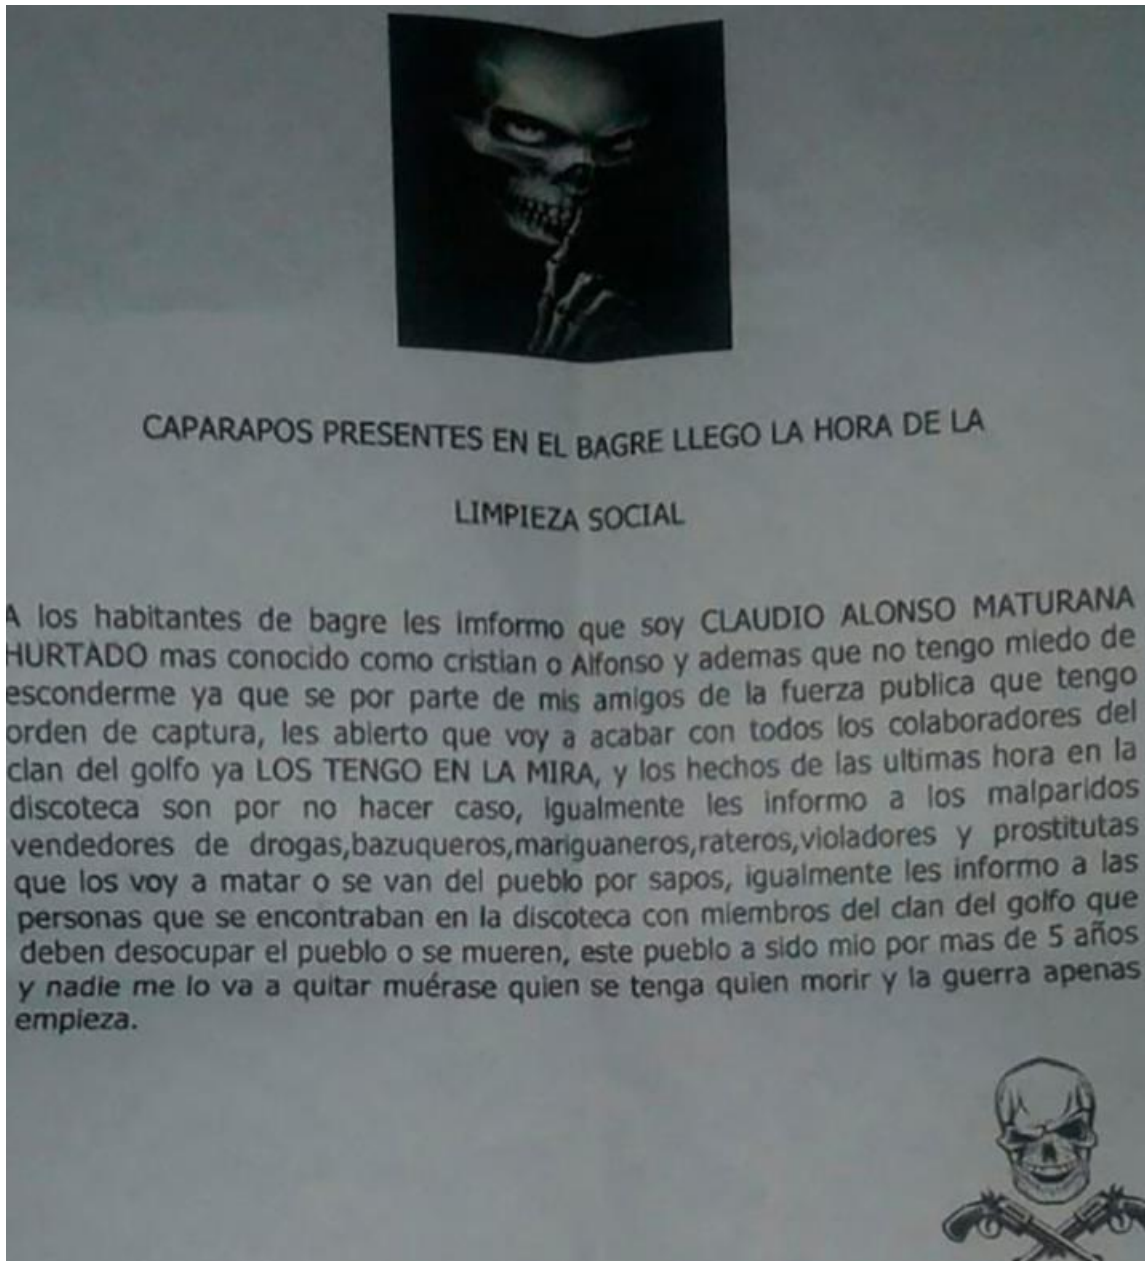 CAPARAPOS PRESENTES EN EL BAGRE LLEGO LA HORA DE LA
LIMPIEZA SOCIAL
A los habitantes de bagre les imformo que soy CLAUDIO ALONSO MATURANA
HURTADO mas conocido como cristian o Alfonso y ademas que no tengo miedo de
esconderme ya que se por parte de mis amigos de la fuerza publica que tengo
orden de captura, les abierto que voy a acabar con todos los colaboradores del
clan del golfo ya LOS TENGO EN LA MIRA, y los hechos de las ultimas hora en la
discoteca son por no hacer caso, igualmente les informo a los malparidos
vendedores de drogas,bazuqueros,mariguaneros,rateros,violadores y prostitutas
que los voy a matar o se van del pueblo por sapos, igualmente les informo a las
personas que se encontraban en la discoteca con miembros del clan del golfo que
deben desocupar el pueblo o se mueren, este pueblo a sido mio por mas de 5 años
y nadie me lo va a quitar muérase quien se tenga quien morir y la guerra apenas
empieza.